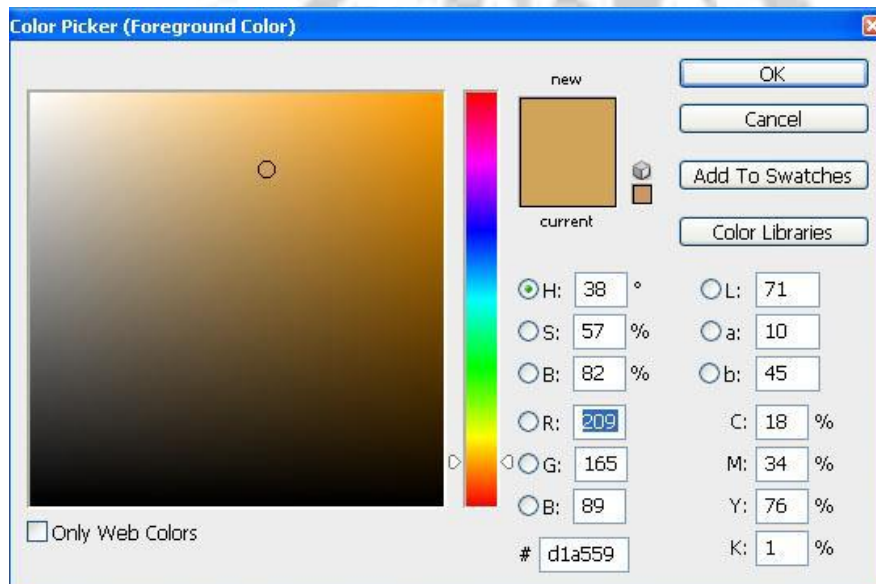 Color Picker (Foreground Color)
new
current
OK
Cancel
Add To Swatches
Color Libraries
H: 38 °
S: 57 %
B: 82 %
R: 209
G: 165
B: 89
# d1a559
L: 71
a: 10
b: 45
C: 18 %
M: 34 %
Y: 76 %
K: 1 %
Only Web Colors